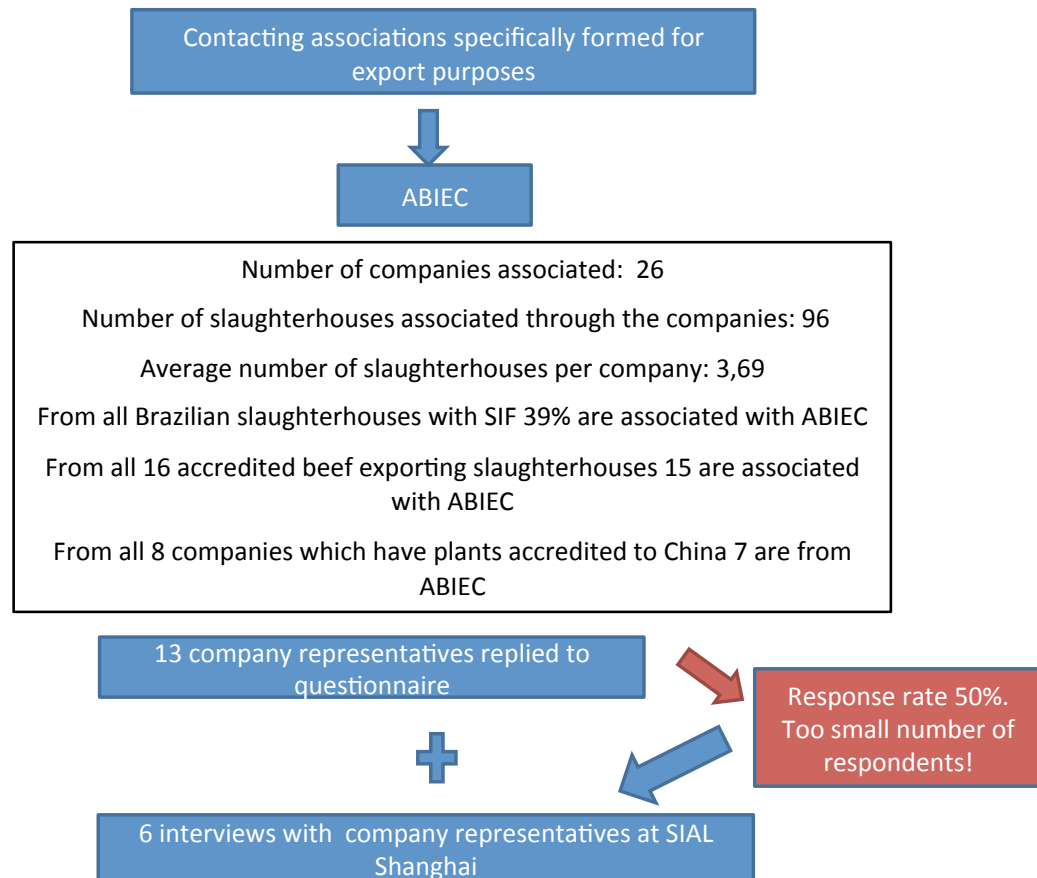 Contacting associations specifically formed for
export purposes
ABIEC
Number of companies associated:  26
Number of slaughterhouses associated through the companies: 96
Average number of slaughterhouses per company: 3,69
From all Brazilian slaughterhouses with SIF 39% are associated with ABIEC
From all 16 accredited beef exporting slaughterhouses 15 are associated
with ABIEC
From all 8 companies which have plants accredited to China 7 are from
ABIEC
13 company representatives replied to
questionnaire
Response rate 50%.
Too small number of
respondents!
6 interviews with  company representatives at SIAL
Shanghai